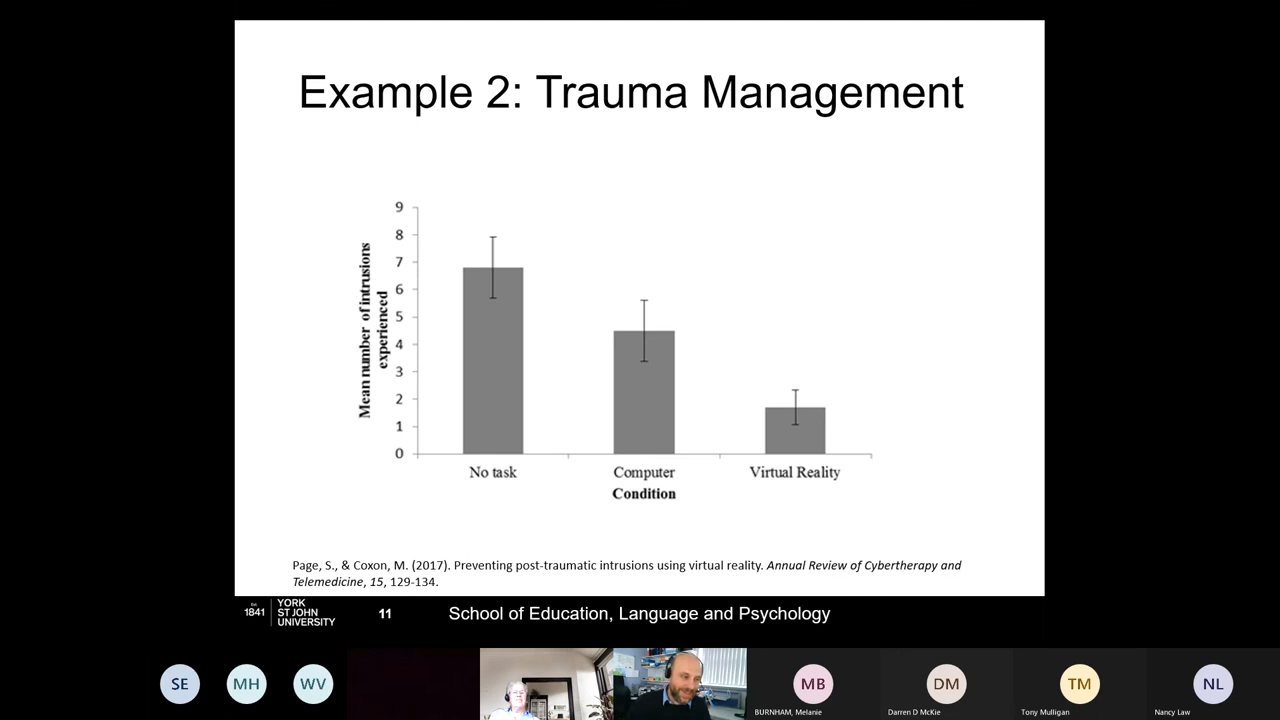 Example 2: Trauma Management
9
8
7
6
5
4
3
2
1
0
Mean number of intrusions
experienced
No task
Computer
Virtual Reality
Condition
Page, S., & Coxon, M. (2017). Preventing post-traumatic intrusions using virtual reality. Annual Review of Cybertherapy and
Telemedicine, 15, 129-134.
Est
1841
YORK
ST JOHN
UNIVERSITY
11
School of Education, Language and Psychology
SE
MH
WV
MB
BURNHAM, Melanie
DM
Darren D McKie
TM
Tony Mulligan
NL
Nancy Law